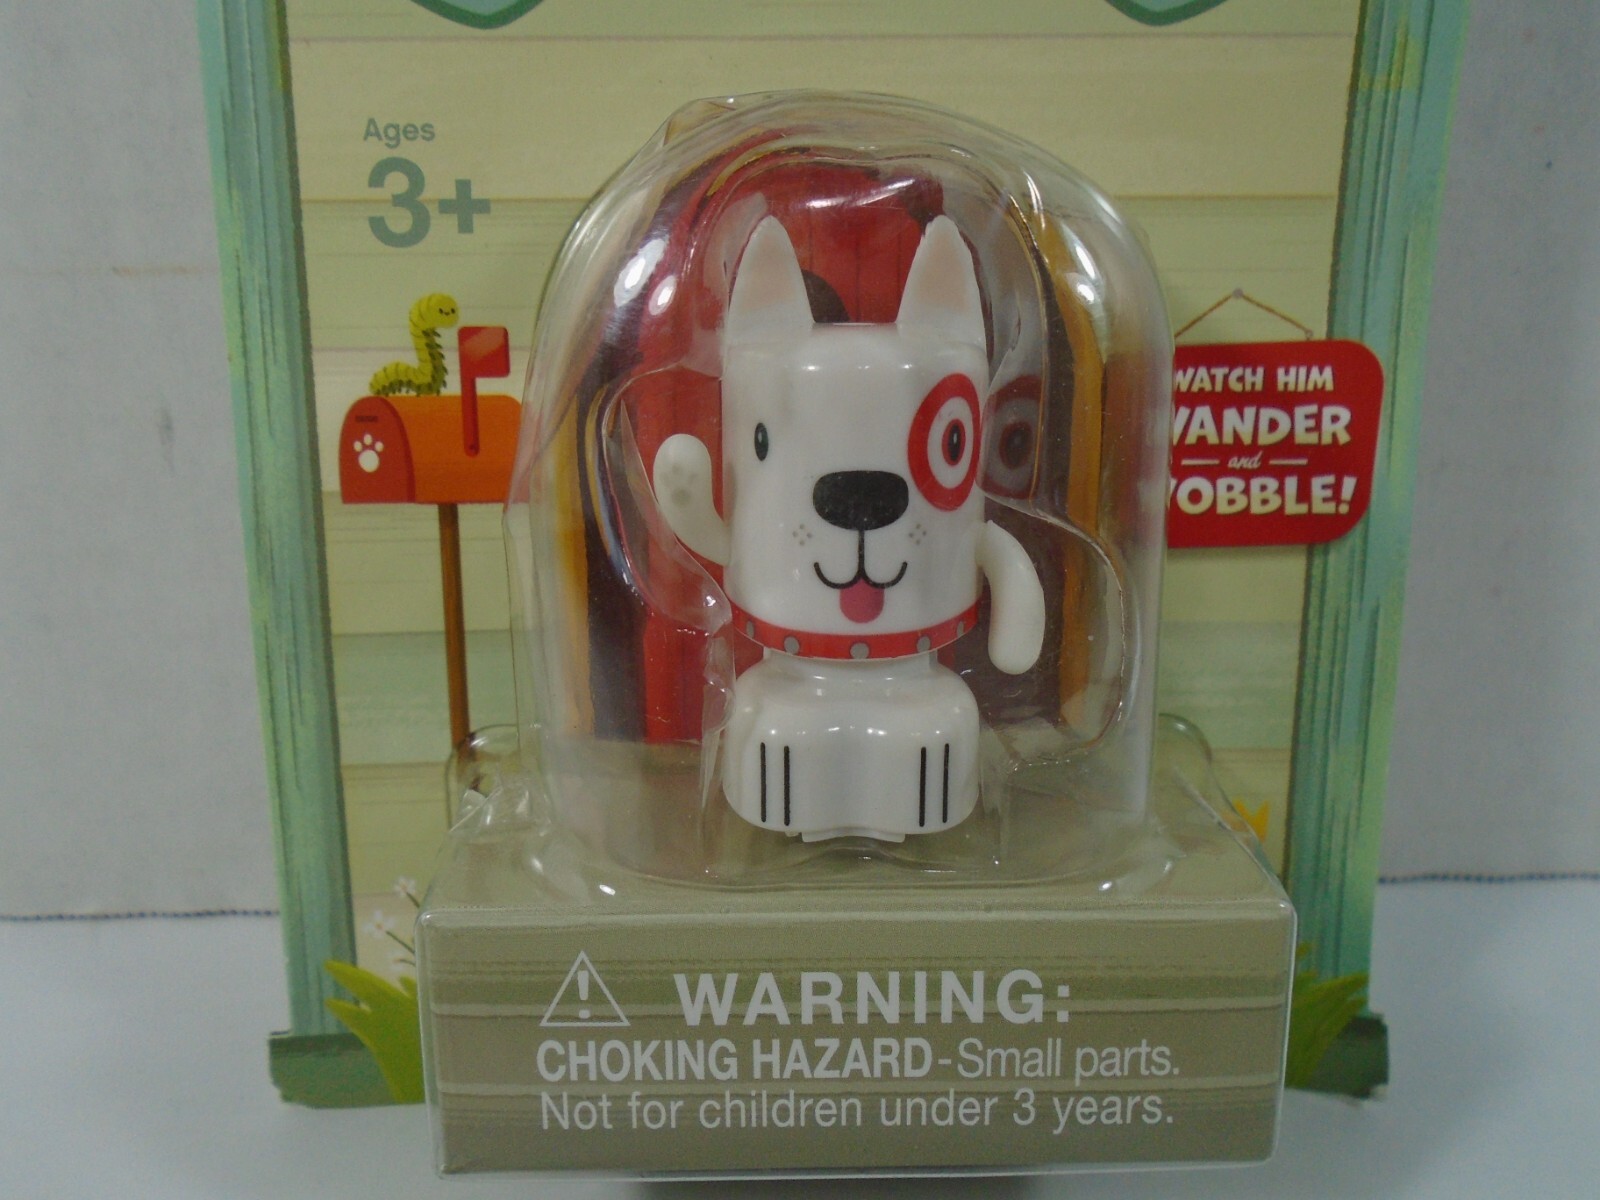 Ages
3+
WATCH HIM
WANDER
and
WOBBLE!
WARNING:
CHOKING HAZARD-Small parts.
Not for children under 3 years.